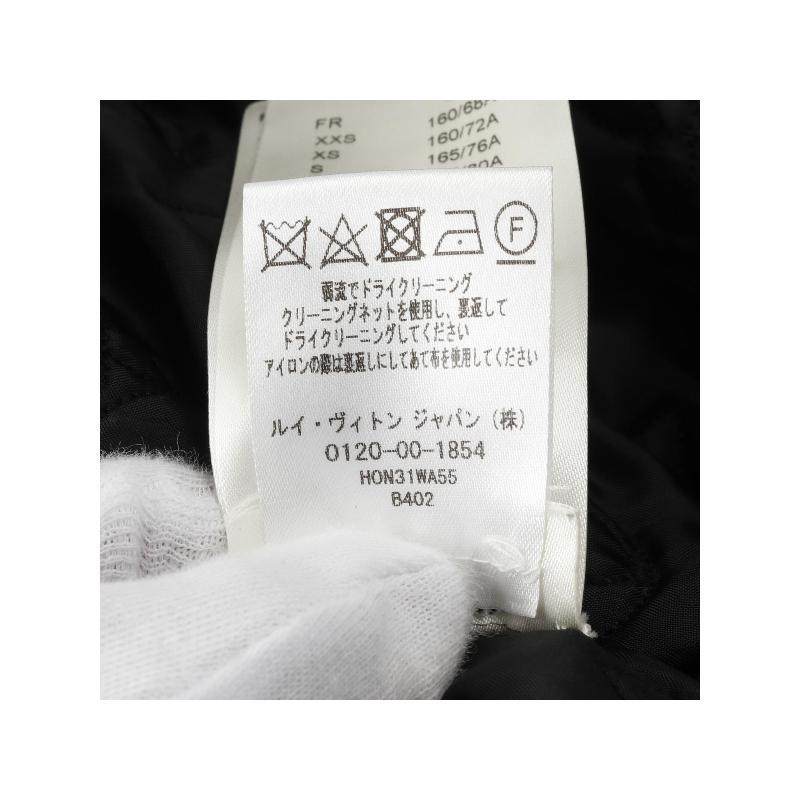 FR 160/68A
XXS 160/72A
XS 165/76A
S
F
弱流でドライクリーニング
クリーニングネットを使用し、裏返して
ドライクリーニングしてください
アイロンの際は裏返しにしてあて布を使用してください
ルイ・ヴィトン ジャパン (株)
0120-00-1854
HON31WA55
B402